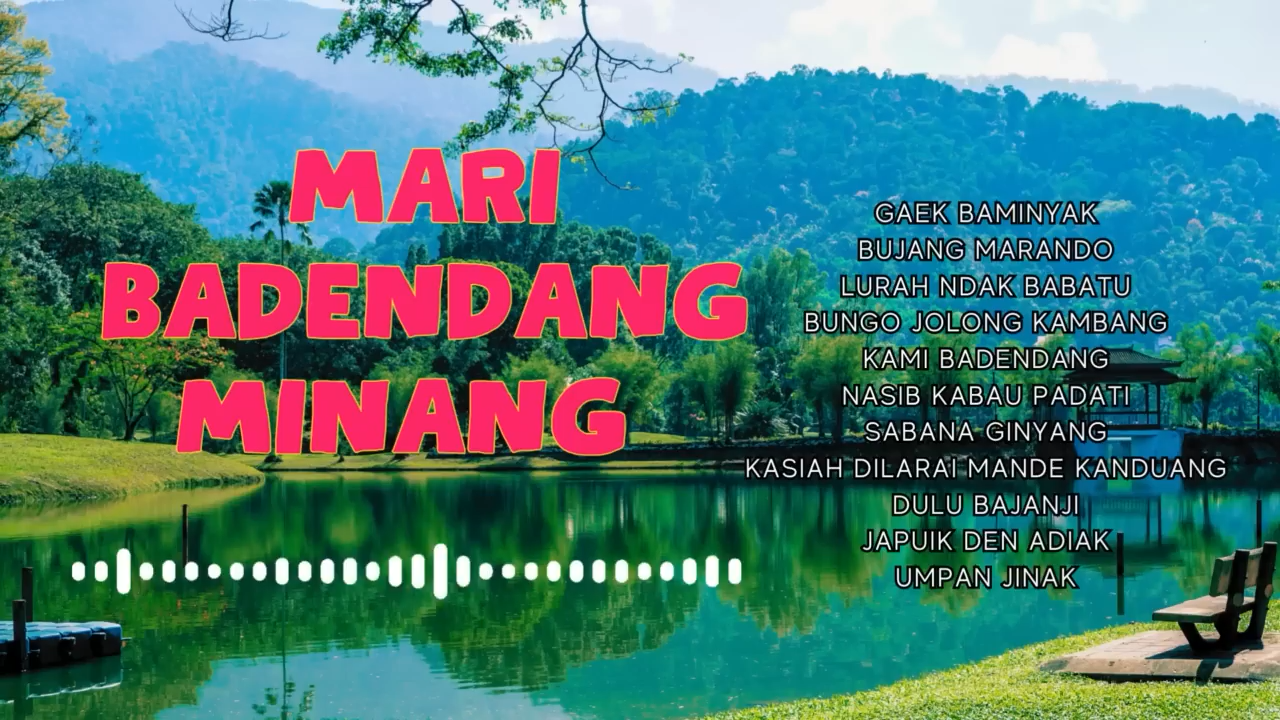 MARI
BADENDANG
MINANG
GAEK BAMINYAK
BUJANG MARANDO
LURAH NDAK BABATU
BUNGO JOLONG KAMBANG
KAMI BADENDANG
NASIB KABAU PADATI
SABANA GINYANG
KASIAH DILARAI MANDE KANDUANG
DULU BAJANJI
JAPUIK DEN ADIAK
UMPAN JINAK